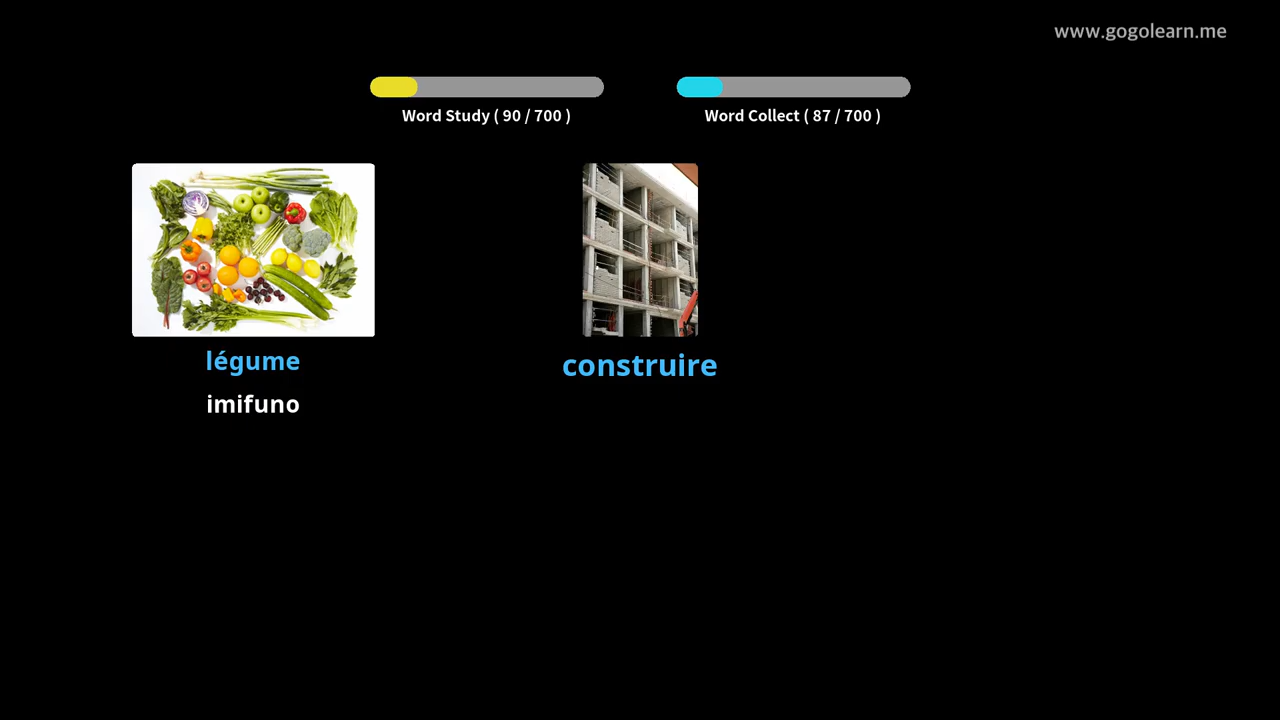 www.gogolearn.me
Word Study ( 90 / 700 )
Word Collect ( 87 / 700 )
légume
imifuno
construire